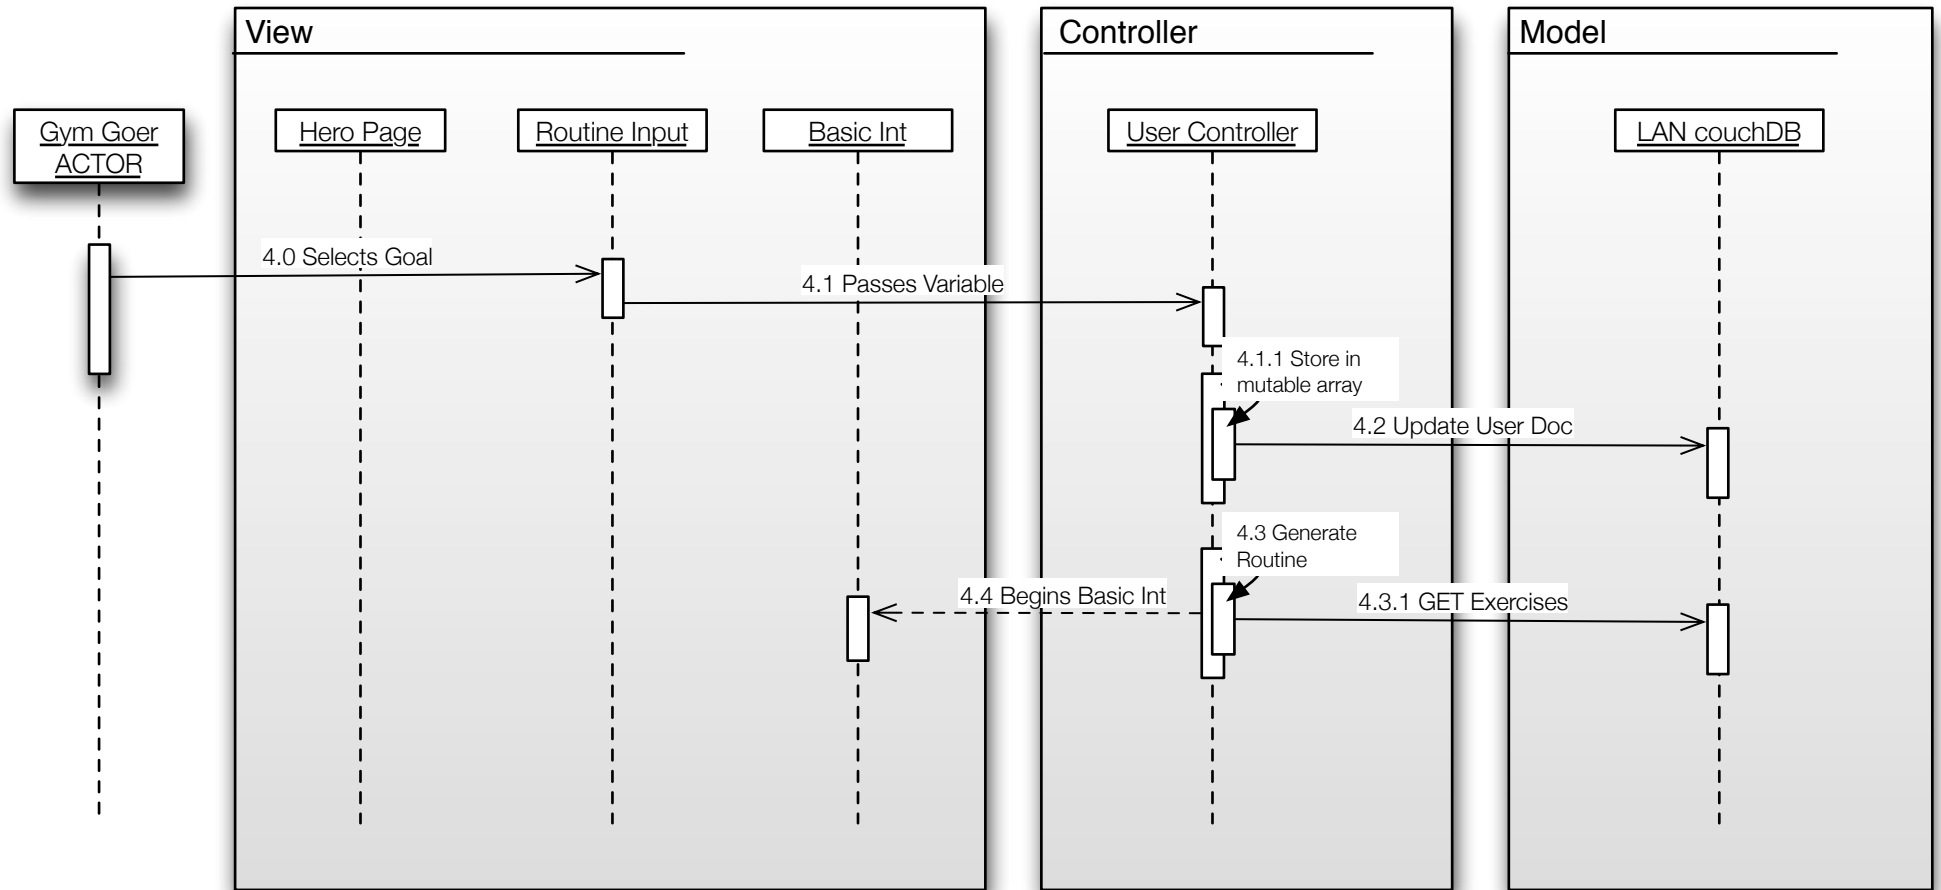 View
Controller
Model
Gym Goer
ACTOR
Hero Page
Routine Input
Basic Int
User Controller
LAN couchDB
4.0 Selects Goal
4.1 Passes Variable
4.1.1 Store in
mutable array
4.2 Update User Doc
4.3 Generate
Routine
4.4 Begins Basic Int
4.3.1 GET Exercises